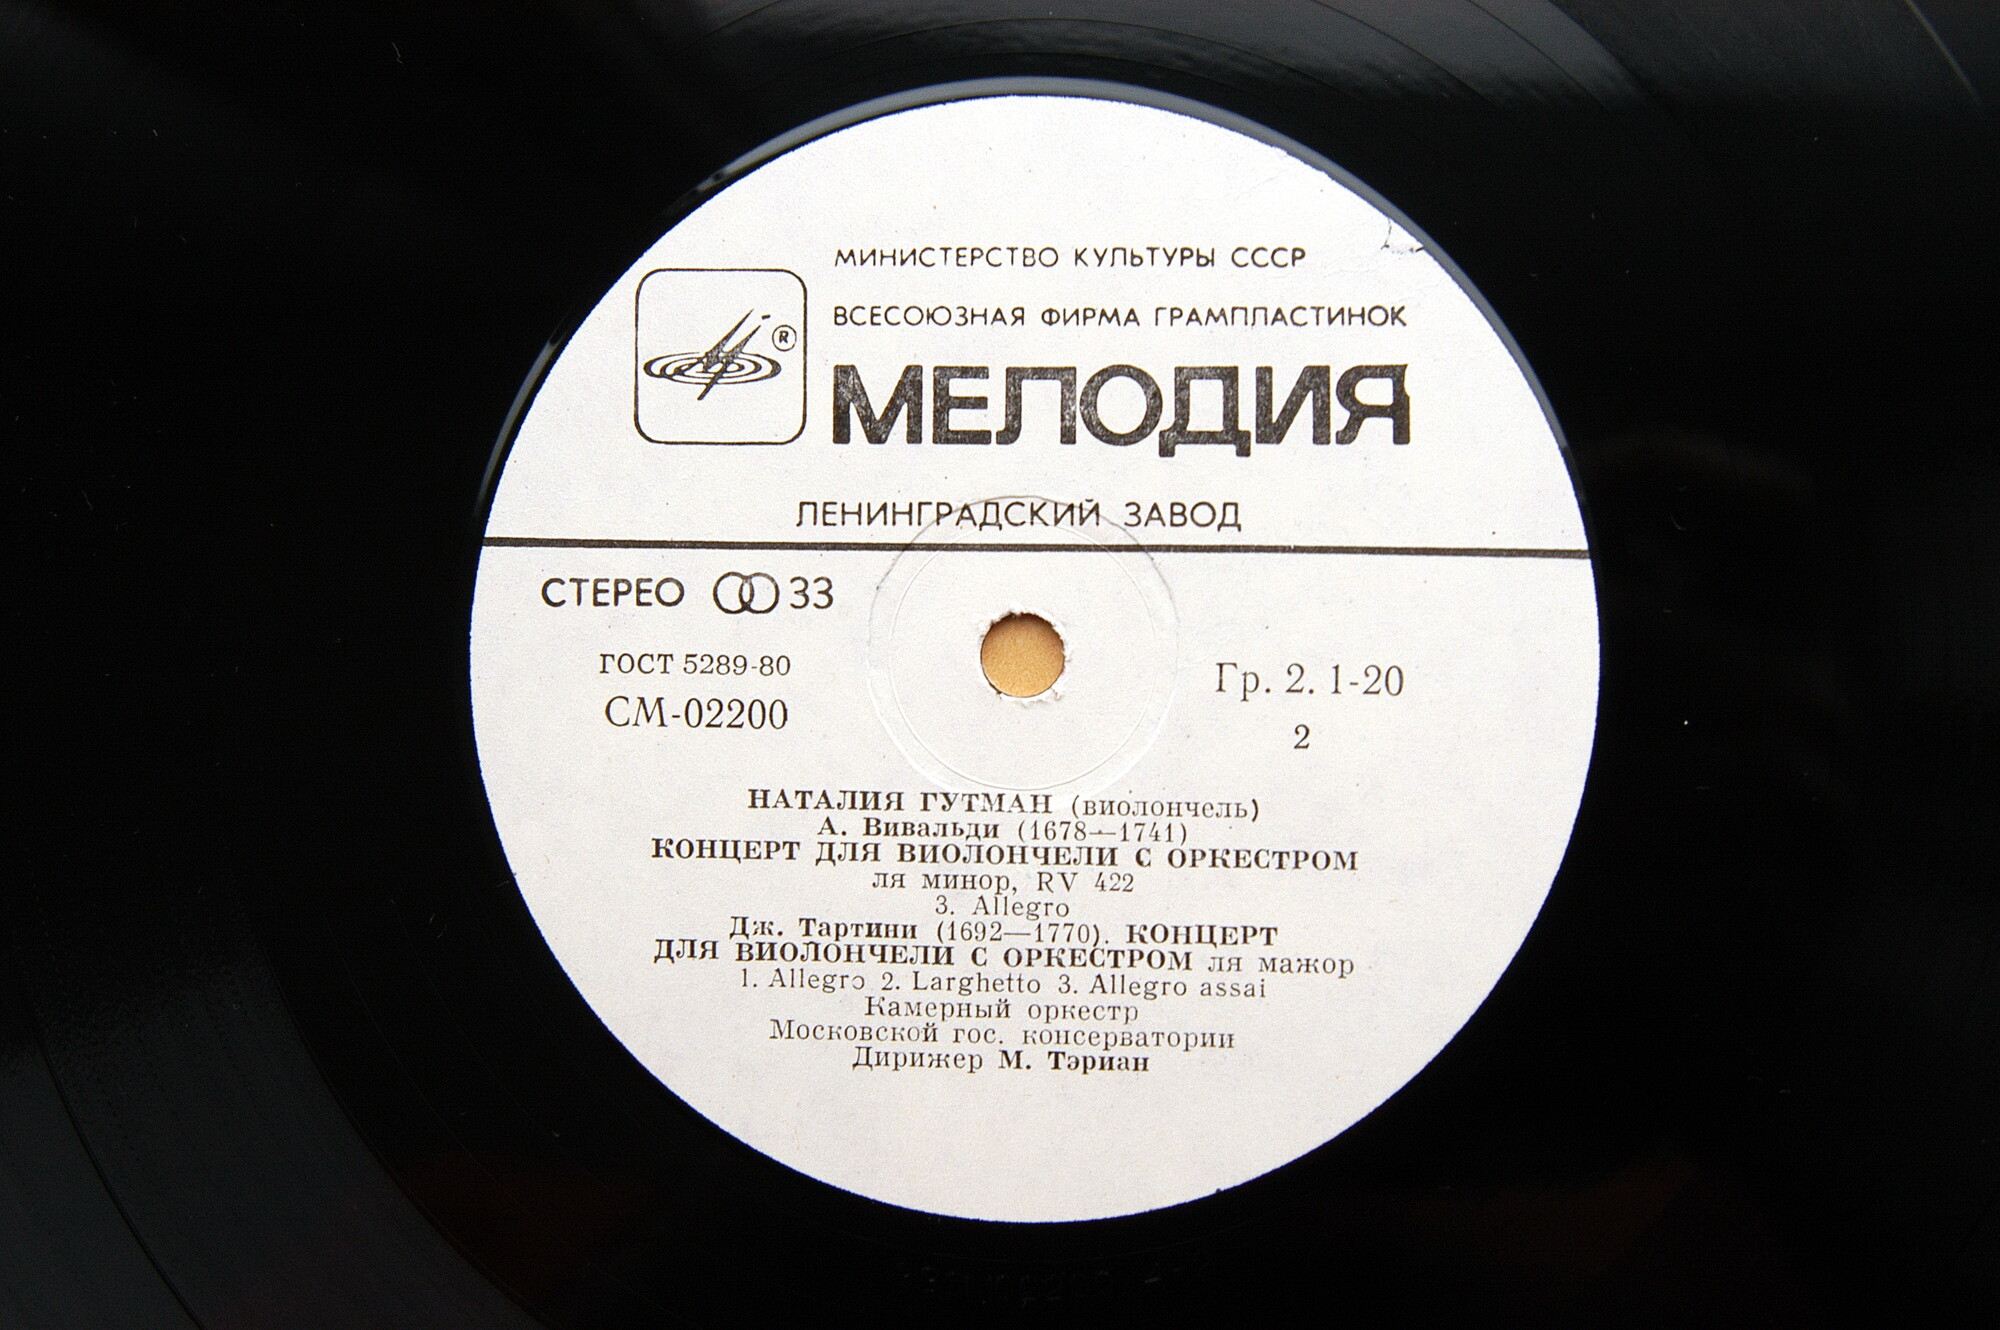 МИНИСТЕРСТВО КУЛЬТУРЫ СССР
ВСЕСОЮЗНАЯ ФИРМА ГРАМПЛАСТИНОК
®
МЕЛОДИЯ
ЛЕНИНГРАДСКИЙ ЗАВОД
СТЕРЕО 33
ГОСТ 5289-80
СМ-02200
Гр. 2. 1-20
2
НАТАЛИЯ ГУТМАН (виолончель)
А. Вивальди (1678—1741)
КОНЦЕРТ ДЛЯ ВИОЛОНЧЕЛИ С ОРКЕСТРОМ
ля минор, RV 422
3. Allegro
Дж. Тартини (1692—1770). КОНЦЕРТ
ДЛЯ ВИОЛОНЧЕЛИ С ОРКЕСТРОМ ля мажор
1. Allegro 2. Larghetto 3. Allegro assai
Камерный оркестр
Московской гос. консерватории
Дирижер М. Тэриан